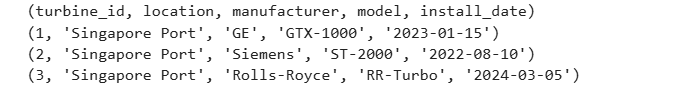 (turbine_id, location, manufacturer, model, install_date)
(1, 'Singapore Port', 'GE', 'GTX-1000', '2023-01-15')
(2, 'Singapore Port', 'Siemens', 'ST-2000', '2022-08-10')
(3, 'Singapore Port', 'Rolls-Royce', 'RR-Turbo', '2024-03-05')